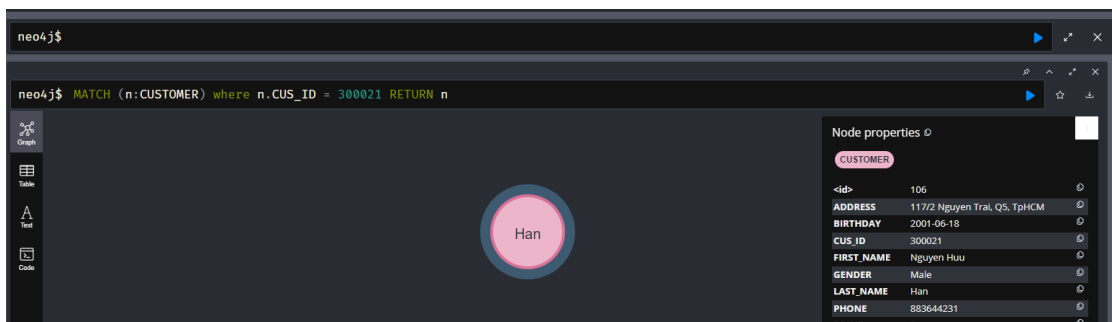 neo4j$
neo4j$ MATCH (n:CUSTOMER) where n.CUS_ID = 300021 RETURN n
Graph
Table
A
Text
Code
Han
Node properties
CUSTOMER
<id> 106
ADDRESS 117/2 Nguyen Trai, Q5, TpHCM
BIRTHDAY 2001-06-18
CUS_ID 300021
FIRST_NAME Nguyen Huu
GENDER Male
LAST_NAME Han
PHONE 883644231